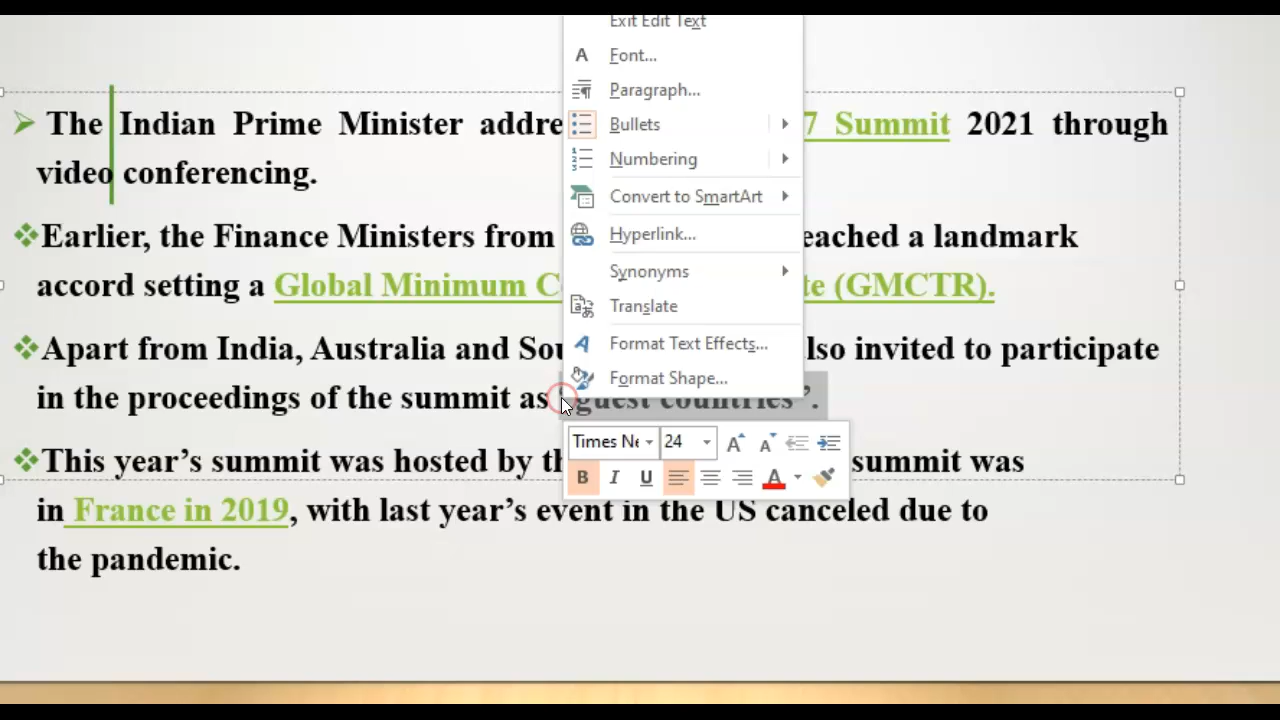 Exit Edit Text
Font...
Paragraph...
Bullets
Numbering
Convert to SmartArt
Hyperlink...
Synonyms
Translate
Format Text Effects...
Format Shape...
The Indian Prime Minister addre 7 Summit 2021 through
video conferencing.
Earlier, the Finance Ministers from eached a landmark
accord setting a Global Minimum C te (GMCTR).
Apart from India, Australia and Sou lso invited to participate
in the proceedings of the summit as “guest countries”.
Times Ne 24
B I U A
This year’s summit was hosted by th summit was
in France in 2019, with last year’s event in the US canceled due to
the pandemic.